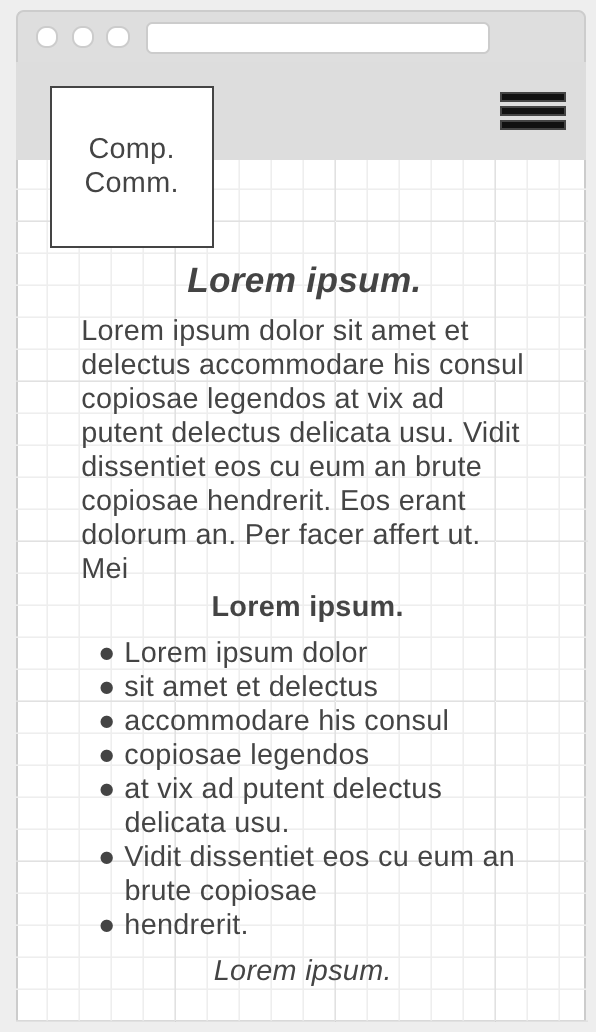 Comp.
Comm.
Lorem ipsum.
Lorem ipsum dolor sit amet et
delectus accommodare his consul
copiosae legendos at vix ad
putent delectus delicata usu. Vidit
dissentiet eos cu eum an brute
copiosae hendrerit. Eos erant
dolorum an. Per facer affert ut.
Mei
Lorem ipsum.
● Lorem ipsum dolor
● sit amet et delectus
● accommodare his consul
● copiosae legendos
● at vix ad putent delectus
delicata usu.
● Vidit dissentiet eos cu eum an
brute copiosae
● hendrerit.
Lorem ipsum.